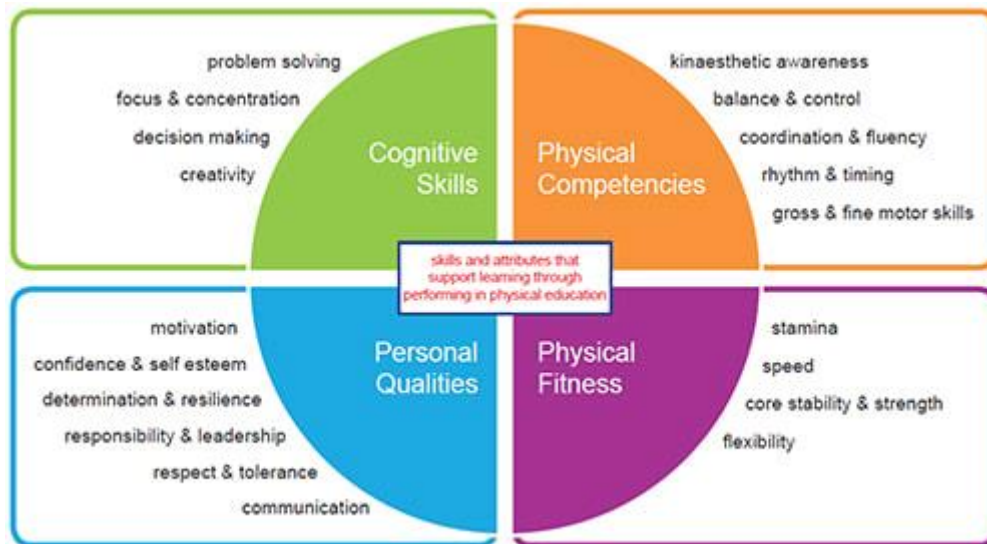 problem solving
focus & concentration
decision making
creativity
Cognitive
Skills
Physical
Competencies
kinaesthetic awareness
balance & control
coordination & fluency
rhythm & timing
gross & fine motor skills
skills and attributes that
support learning through
performing in physical education
motivation
confidence & self esteem
determination & resilience
responsibility & leadership
respect & tolerance
communication
Personal
Qualities
Physical
Fitness
stamina
speed
core stability & strength
flexibility